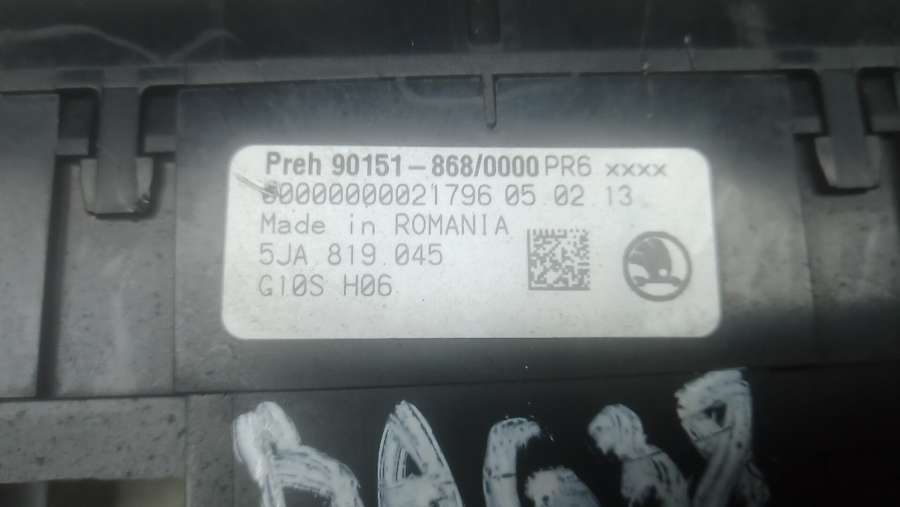 Preh 90151-868/0000 PR6 xxxx
00000000021796 05 02 13
Made in ROMANIA
5JA 819 045
G10S H06